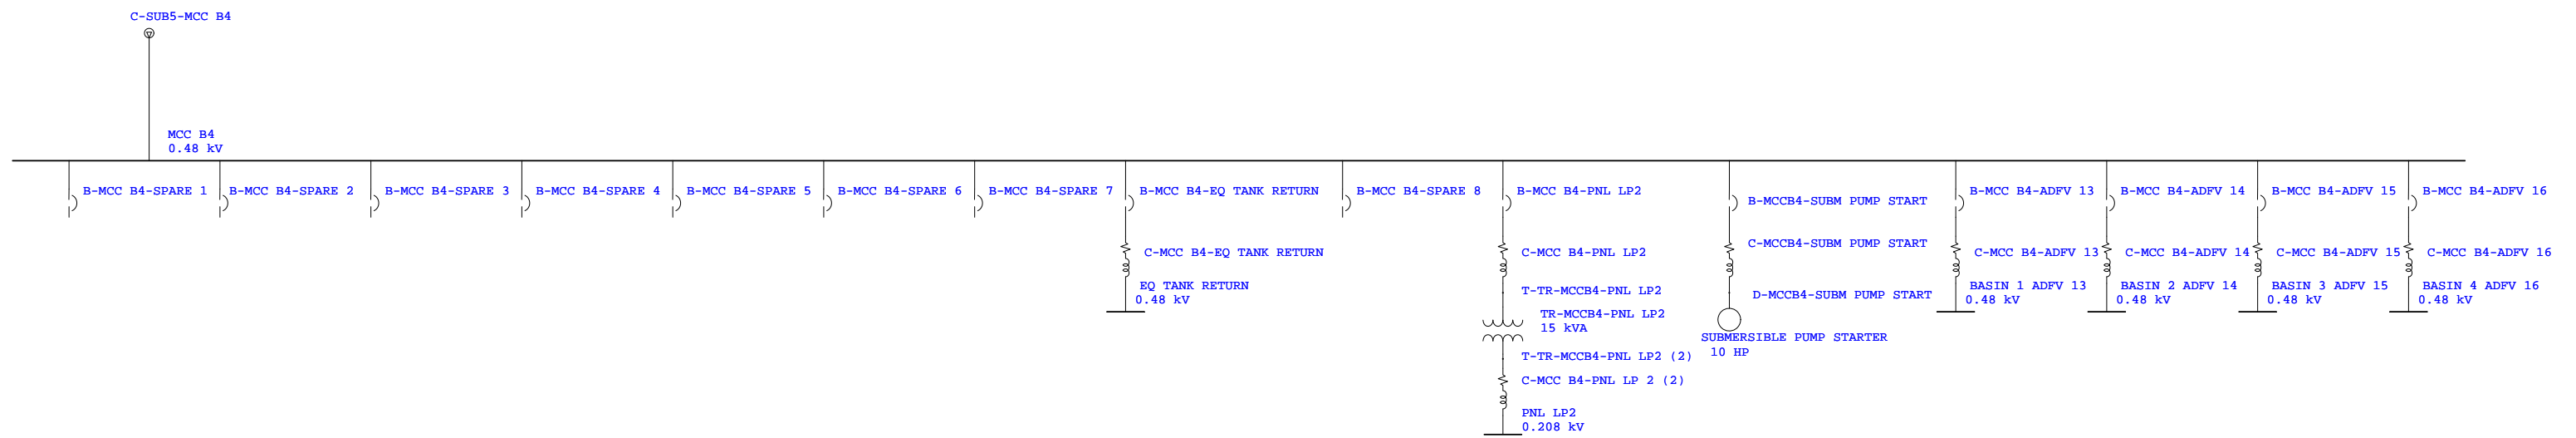 C-SUB5-MCC B4
MCC B4
0.48 kV
B-MCC B4-SPARE 1
B-MCC B4-SPARE 2
B-MCC B4-SPARE 3
B-MCC B4-SPARE 4
B-MCC B4-SPARE 5
B-MCC B4-SPARE 6
B-MCC B4-SPARE 7
B-MCC B4-EQ TANK RETURN
B-MCC B4-SPARE 8
B-MCC B4-PNL LP2
B-MCCB4-SUBM PUMP START
B-MCC B4-ADFV 13
B-MCC B4-ADFV 14
B-MCC B4-ADFV 15
B-MCC B4-ADFV 16
C-MCC B4-EQ TANK RETURN
C-MCC B4-PNL LP2
C-MCCB4-SUBM PUMP START
C-MCC B4-ADFV 13
C-MCC B4-ADFV 14
C-MCC B4-ADFV 15
C-MCC B4-ADFV 16
EQ TANK RETURN
0.48 kV
T-TR-MCCB4-PNL LP2
D-MCCB4-SUBM PUMP START
BASIN 1 ADFV 13
0.48 kV
BASIN 2 ADFV 14
0.48 kV
BASIN 3 ADFV 15
0.48 kV
BASIN 4 ADFV 16
0.48 kV
TR-MCCB4-PNL LP2
15 kVA
SUBMERSIBLE PUMP STARTER
10 HP
T-TR-MCCB4-PNL LP2 (2)
C-MCC B4-PNL LP 2 (2)
PNL LP2
0.208 kV